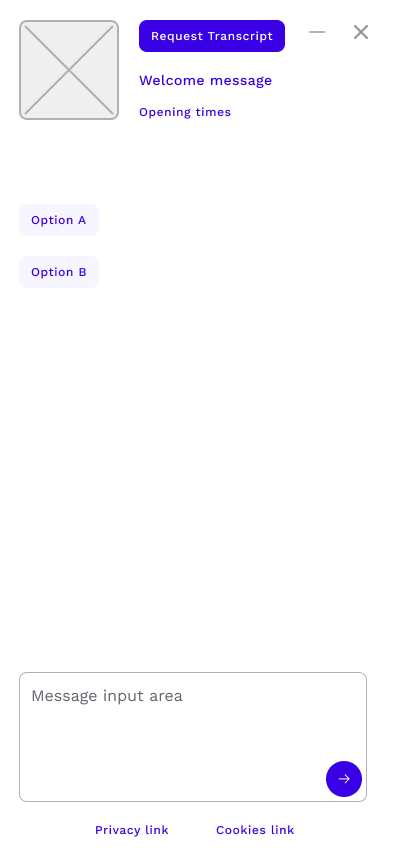 Request Transcript
Welcome message
Opening times
Option A
Option B
Message input area
Privacy link
Cookies link